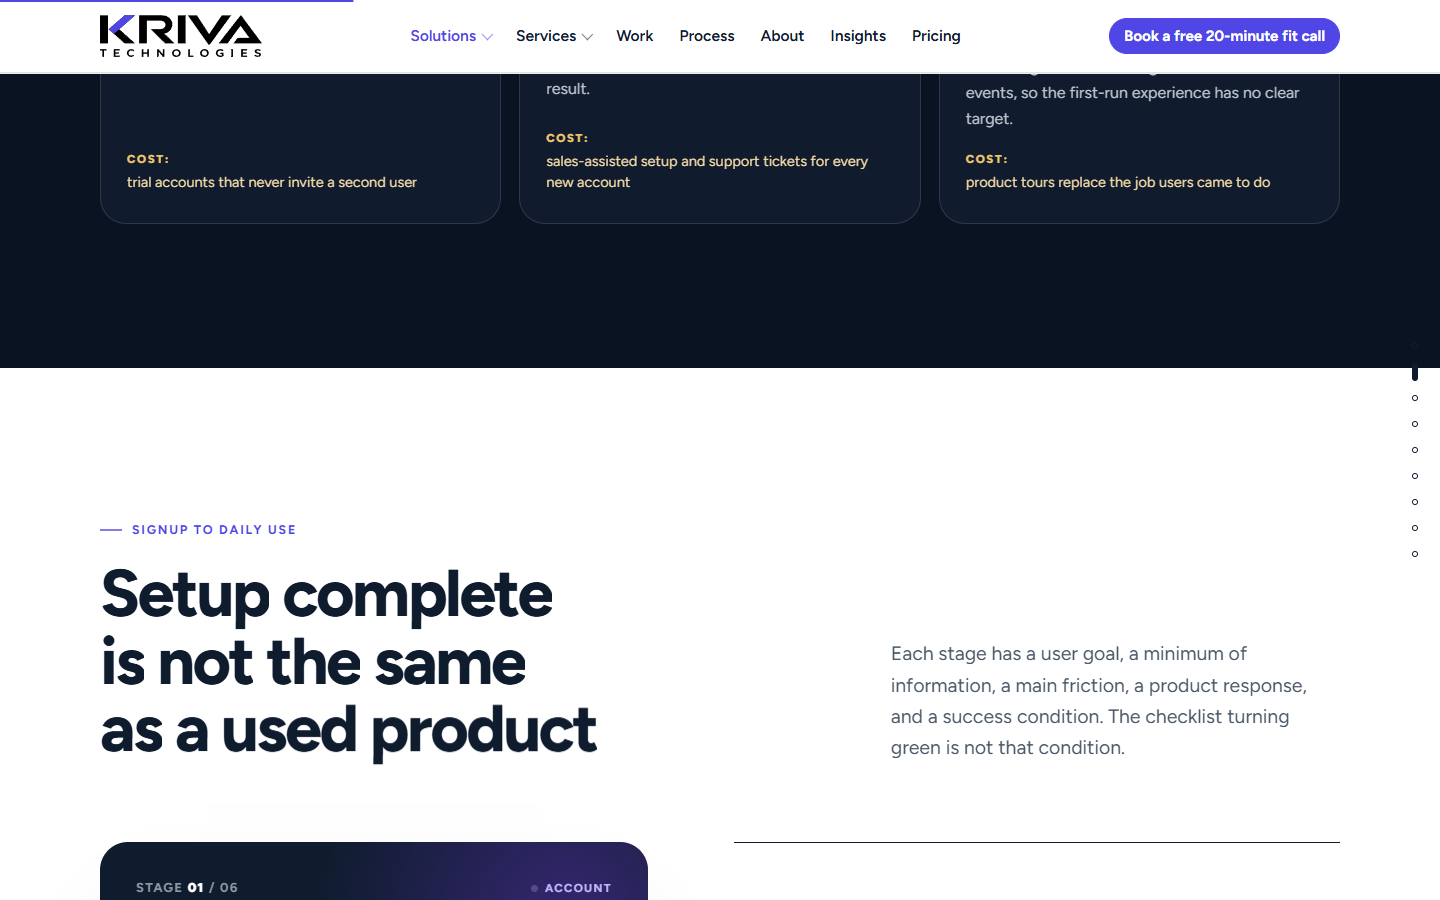 KRIVA
TECHNOLOGIES
Solutions
Services
Work
Process
About
Insights
Pricing
Book a free 20-minute fit call
COST:
trial accounts that never invite a second user
result.
COST:
sales-assisted setup and support tickets for every
new account
events, so the first-run experience has no clear
target.
COST:
product tours replace the job users came to do
SIGNUP TO DAILY USE
Setup complete
is not the same
as a used product
Each stage has a user goal, a minimum of
information, a main friction, a product response,
and a success condition. The checklist turning
green is not that condition.
STAGE 01 / 06
ACCOUNT